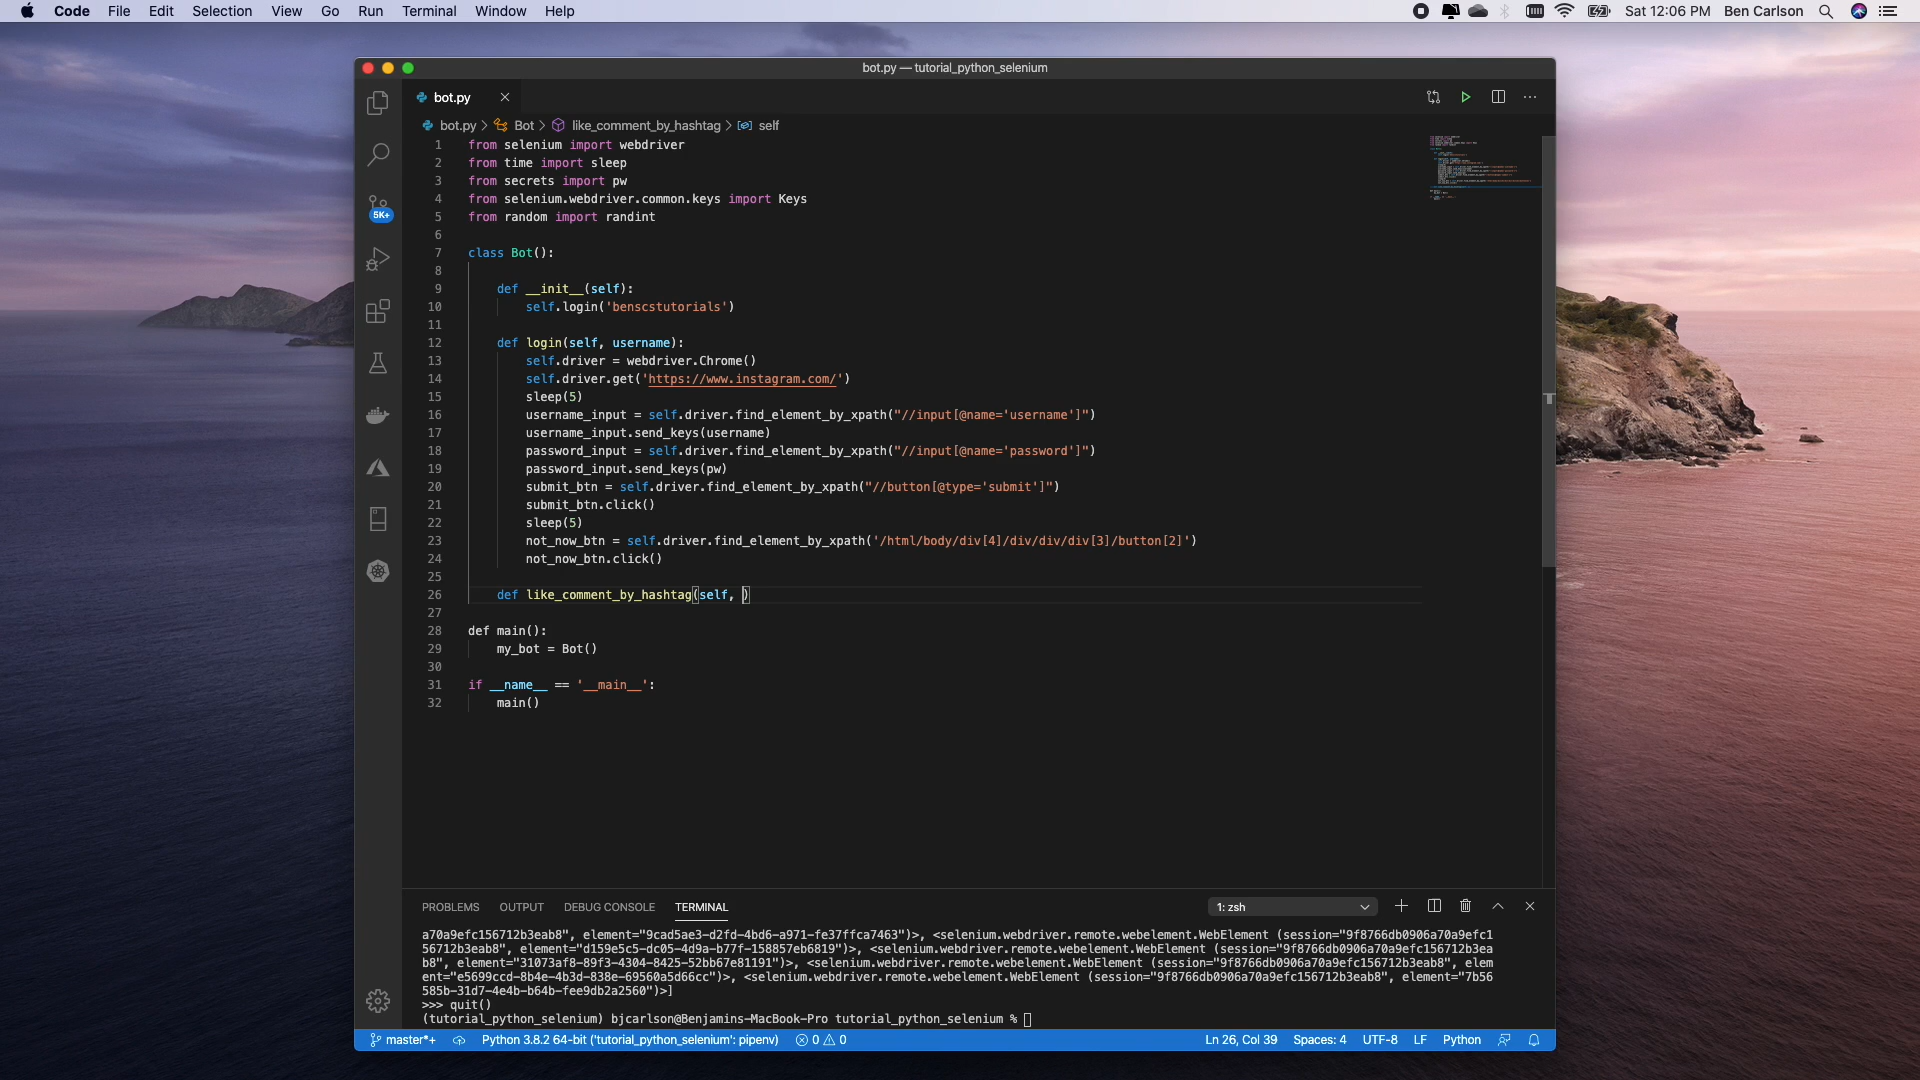 Code File Edit Selection View Go Run Terminal Window Help Sat 12:06 PM Ben Carlson
bot.py — tutorial_python_selenium
bot.py
bot.py > Bot > like_comment_by_hashtag > self
5K+
1 from selenium import webdriver
2 from time import sleep
3 from secrets import pw
4 from selenium.webdriver.common.keys import Keys
5 from random import randint
6
7 class Bot():
8
9 def __init__(self):
10 self.login('benscstutorials')
11
12 def login(self, username):
13 self.driver = webdriver.Chrome()
14 self.driver.get('https://www.instagram.com/')
15 sleep(5)
16 username_input = self.driver.find_element_by_xpath("//input[@name='username']")
17 username_input.send_keys(username)
18 password_input = self.driver.find_element_by_xpath("//input[@name='password']")
19 password_input.send_keys(pw)
20 submit_btn = self.driver.find_element_by_xpath("//button[@type='submit']")
21 submit_btn.click()
22 sleep(5)
23 not_now_btn = self.driver.find_element_by_xpath('/html/body/div[4]/div/div/div[3]/button[2]')
24 not_now_btn.click()
25
26 def like_comment_by_hashtag(self, )
27
28 def main():
29 my_bot = Bot()
30
31 if __name__ == '__main__':
32 main()
PROBLEMS OUTPUT DEBUG CONSOLE TERMINAL 1: zsh
a70a9efc156712b3eab8", element="9cad5ae3-d2fd-4bd6-a971-fe37ffca7463")>, <selenium.webdriver.remote.webelement.WebElement (session="9f8766db0906a70a9efc1
56712b3eab8", element="d159e5c5-dc05-4d9a-b77f-158857eb6819")>, <selenium.webdriver.remote.webelement.WebElement (session="9f8766db0906a70a9efc156712b3ea
b8", element="31073af8-89f3-4304-8425-52bb67e81191")>, <selenium.webdriver.remote.webelement.WebElement (session="9f8766db0906a70a9efc156712b3eab8", elem
ent="e5699ccd-8b4e-4b3d-838e-69560a5d66cc")>, <selenium.webdriver.remote.webelement.WebElement (session="9f8766db0906a70a9efc156712b3eab8", element="7b56
585b-31d7-4e4b-b64b-fee9db2a2560")>]
>>> quit()
(tutorial_python_selenium) bjcarlson@Benjamins-MacBook-Pro tutorial_python_selenium %
master*+ Python 3.8.2 64-bit ('tutorial_python_selenium': pipenv) 0 0 Ln 26, Col 39 Spaces: 4 UTF-8 LF Python